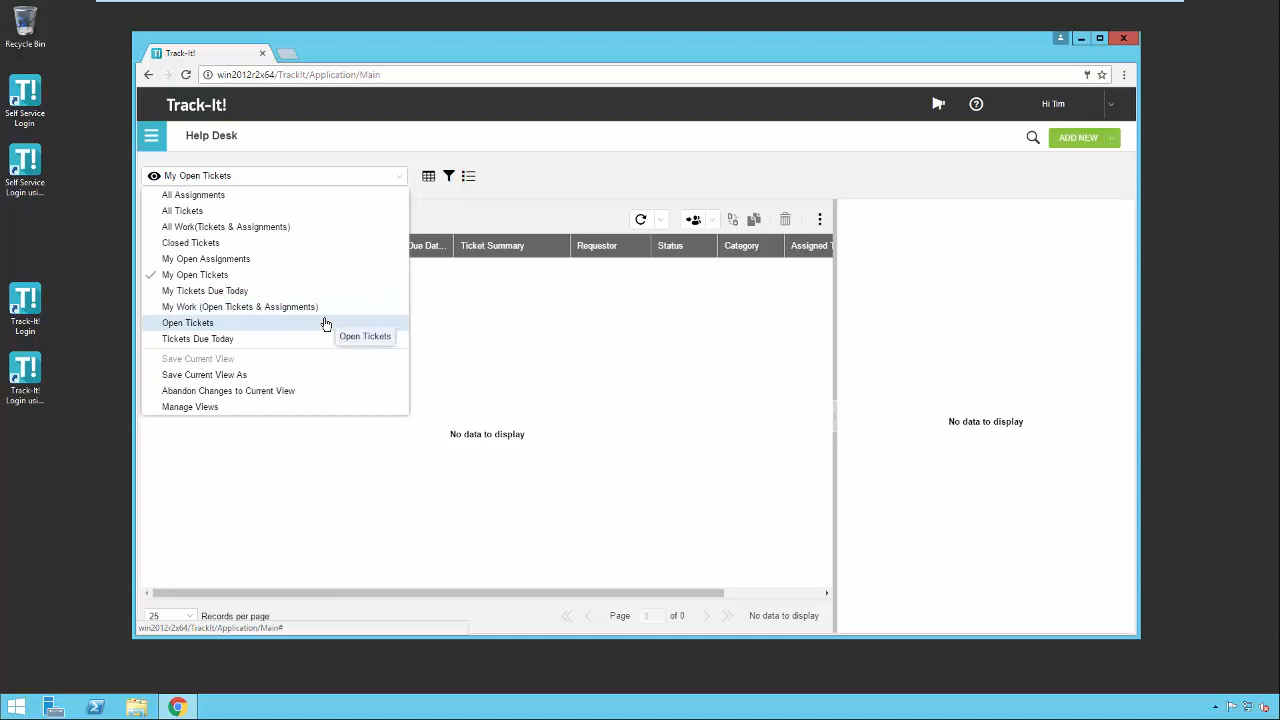 Recycle Bin
T!
Self Service
Login
T!
Self Service
Login usi...
T!
Track-It!
Login
T!
Track-It!
Login usi...
T! Track-It!
win2012r2x64/TrackIt/Application/Main
Track-It!
Hi Tim
Help Desk
ADD NEW
My Open Tickets
All Assignments
All Tickets
All Work(Tickets & Assignments)
Closed Tickets
My Open Assignments
My Open Tickets
My Tickets Due Today
My Work (Open Tickets & Assignments)
Open Tickets
Tickets Due Today
Save Current View
Save Current View As
Abandon Changes to Current View
Manage Views
Open Tickets
Due Dat... Ticket Summary Requestor Status Category Assigned T
No data to display
No data to display
25 Records per page
Page 0 of 0
No data to display
win2012r2x64/TrackIt/Application/Main#